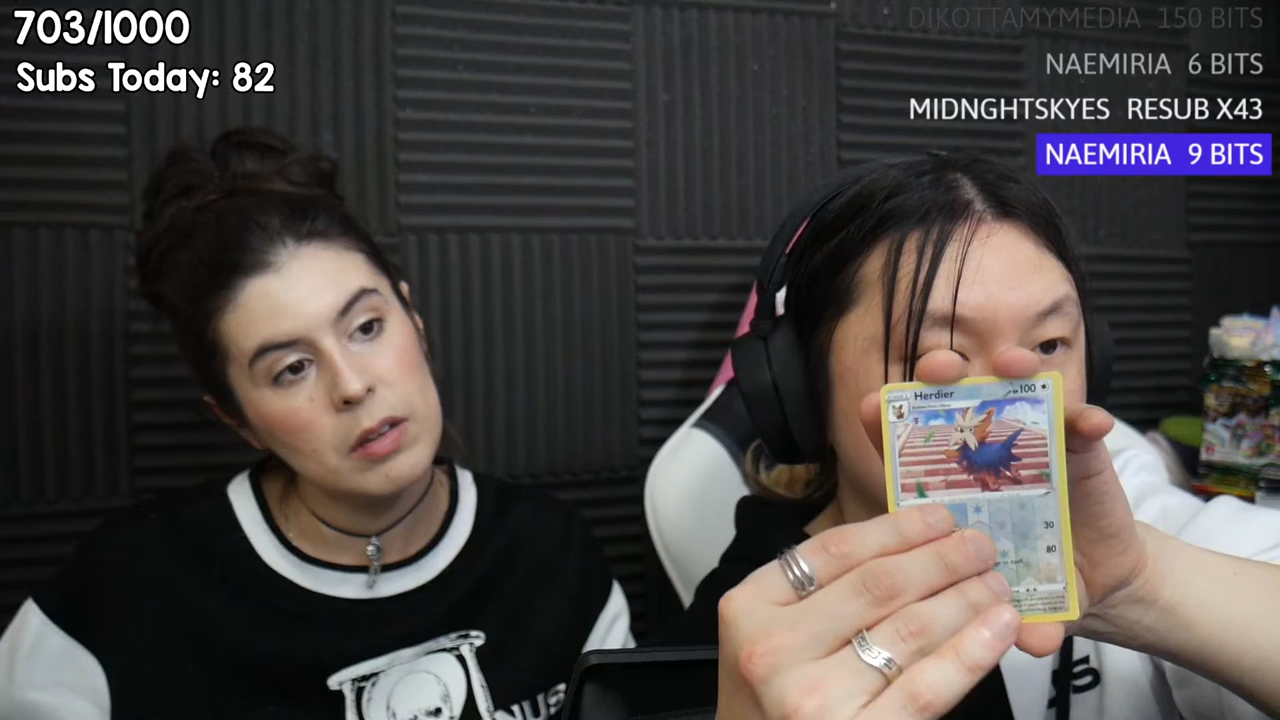 703/1000
Subs Today: 82
DIKOTTAMYMEDIA 150 BITS
NAEMIRIA 6 BITS
MIDNGHTSKYES RESUB X43
NAEMIRIA 9 BITS
Herdier
100
30
80
NUS